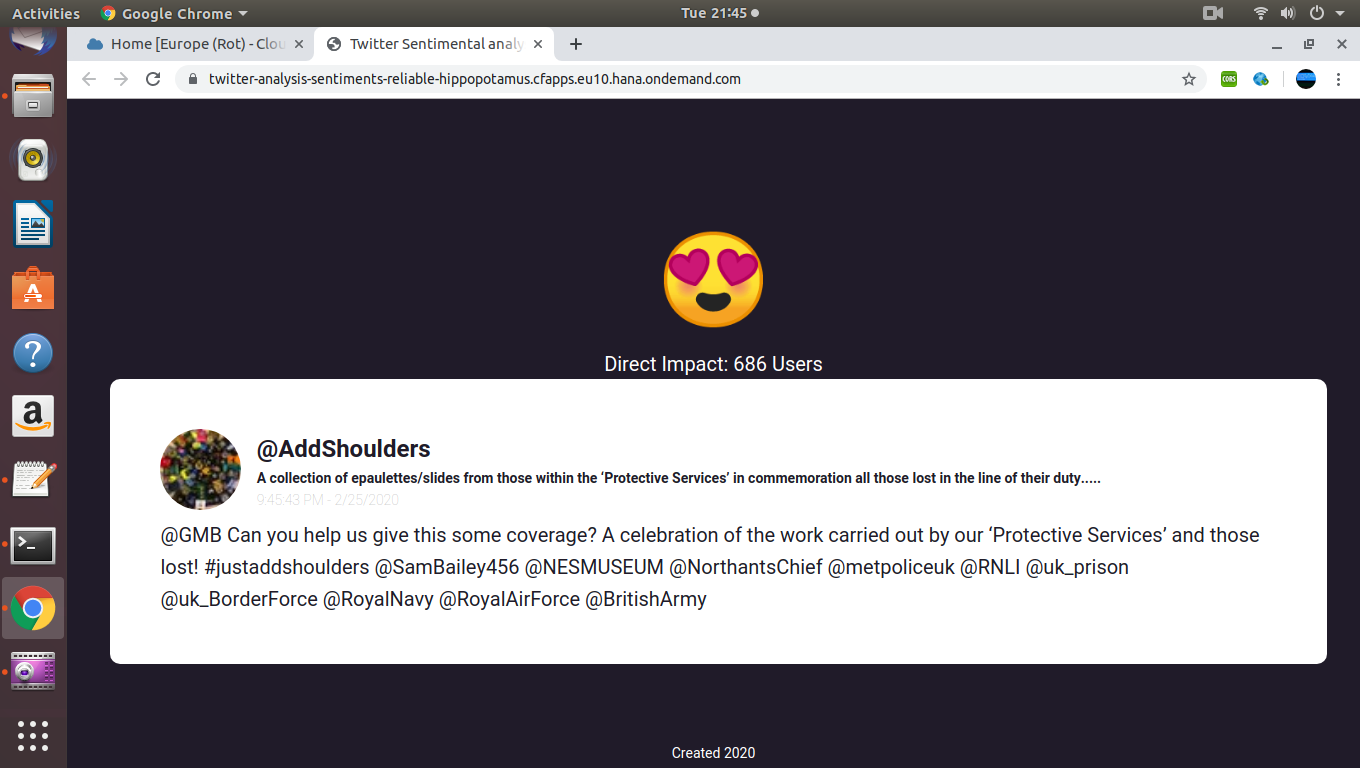 Activities Google Chrome Tue 21:45
Home [Europe (Rot) - Clou Twitter Sentimental analy
twitter-analysis-sentiments-reliable-hippopotamus.cfapps.eu10.hana.ondemand.com CORS
Direct Impact: 686 Users
@AddShoulders
A collection of epaulettes/slides from those within the ‘Protective Services’ in commemoration all those lost in the line of their duty.....
9:45:43 PM - 2/25/2020
@GMB Can you help us give this some coverage? A celebration of the work carried out by our ‘Protective Services’ and those
lost! #justaddshoulders @SamBailey456 @NESMUSEUM @NorthantsChief @metpoliceuk @RNLI @uk_prison
@uk_BorderForce @RoyalNavy @RoyalAirForce @BritishArmy
Created 2020